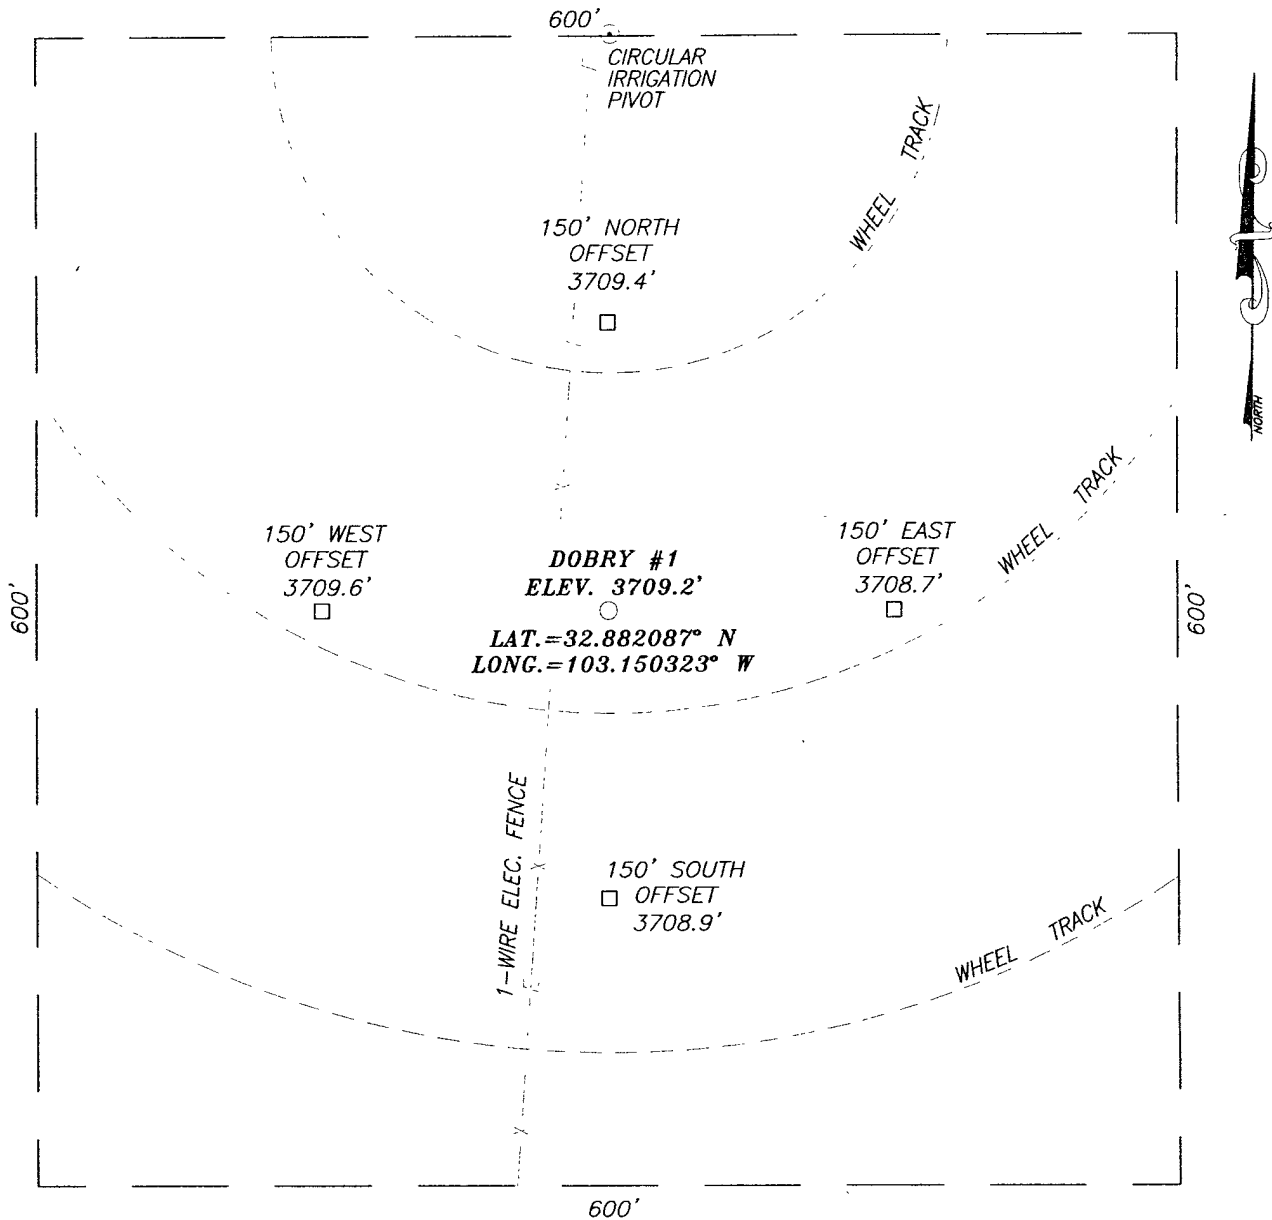 600'
CIRCULAR
IRRIGATION
PIVOT
WHEEL TRACK
150' NORTH
OFFSET
3709.4'
NORTH
150' WEST
OFFSET
3709.6'
DOBRY #1
ELEV. 3709.2'
LAT.=32.882087° N
LONG.=103.150323° W
150' EAST
OFFSET
3708.7'
WHEEL TRACK
600'
600'
1-WIRE ELEC. FENCE
150' SOUTH
OFFSET
3708.9'
WHEEL TRACK
600'